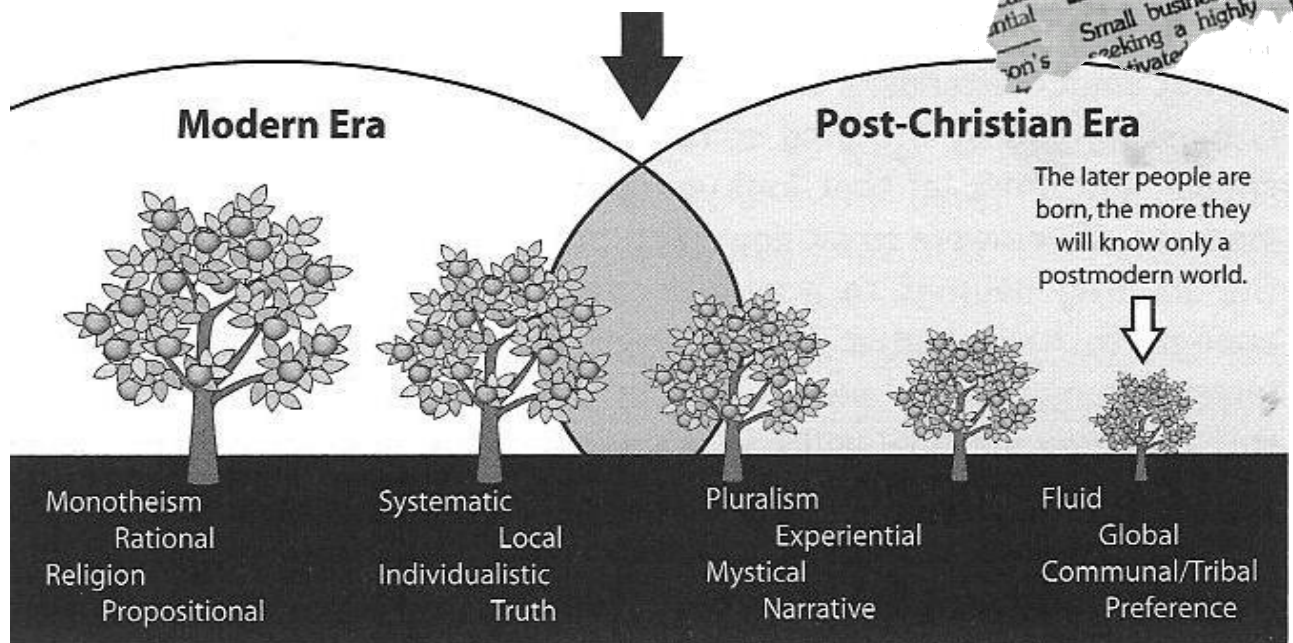 Small busin
seeking a highly
Modern Era
Post-Christian Era
The later people are
born, the more they
will know only a
postmodern world.
Monotheism
Rational
Religion
Propositional
Systematic
Local
Individualistic
Truth
Pluralism
Experiential
Mystical
Narrative
Fluid
Global
Communal/Tribal
Preference